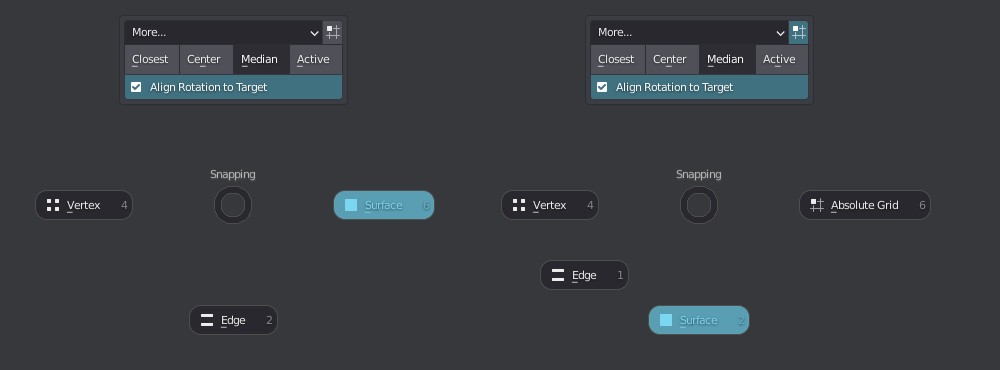 More...
Closest Center Median Active
Align Rotation to Target
Snapping
Vertex 4
Surface 6
Edge 2
More...
Closest Center Median Active
Align Rotation to Target
Snapping
Vertex 4
Absolute Grid 6
Edge 1
Surface 2